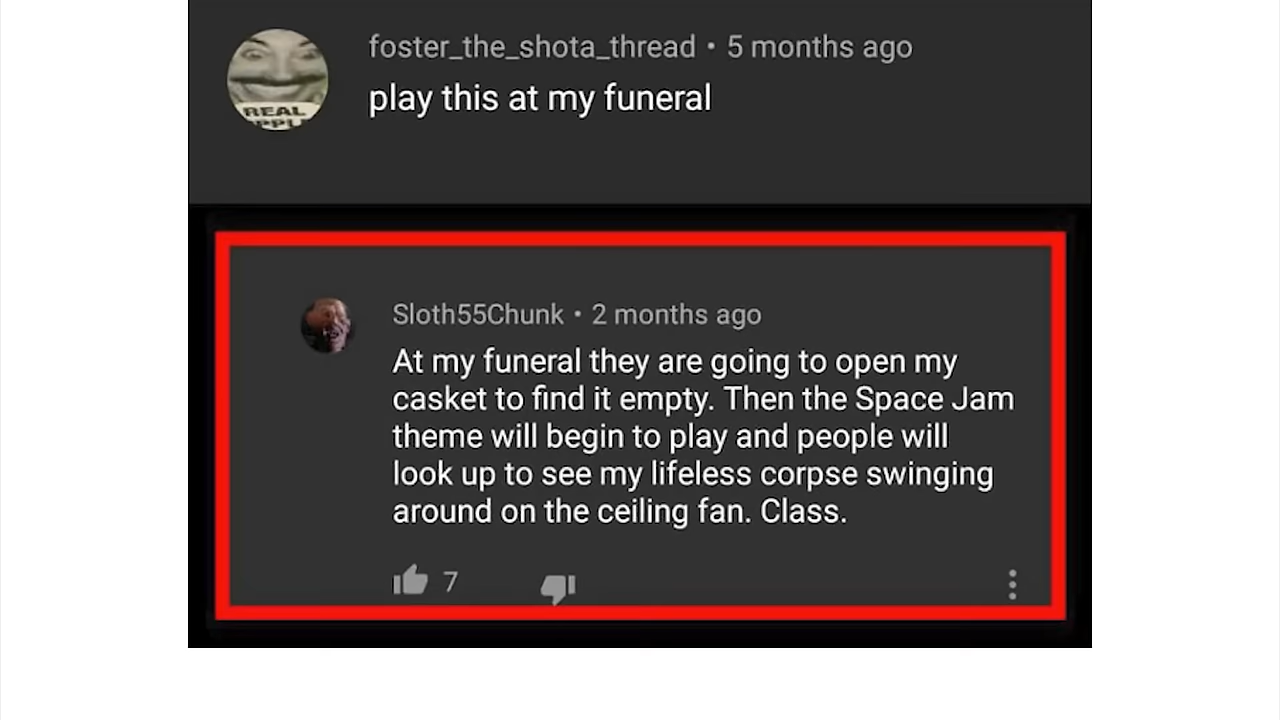 foster_the_shota_thread • 5 months ago
REAL
play this at my funeral
Sloth55Chunk • 2 months ago
At my funeral they are going to open my
casket to find it empty. Then the Space Jam
theme will begin to play and people will
look up to see my lifeless corpse swinging
around on the ceiling fan. Class.
7